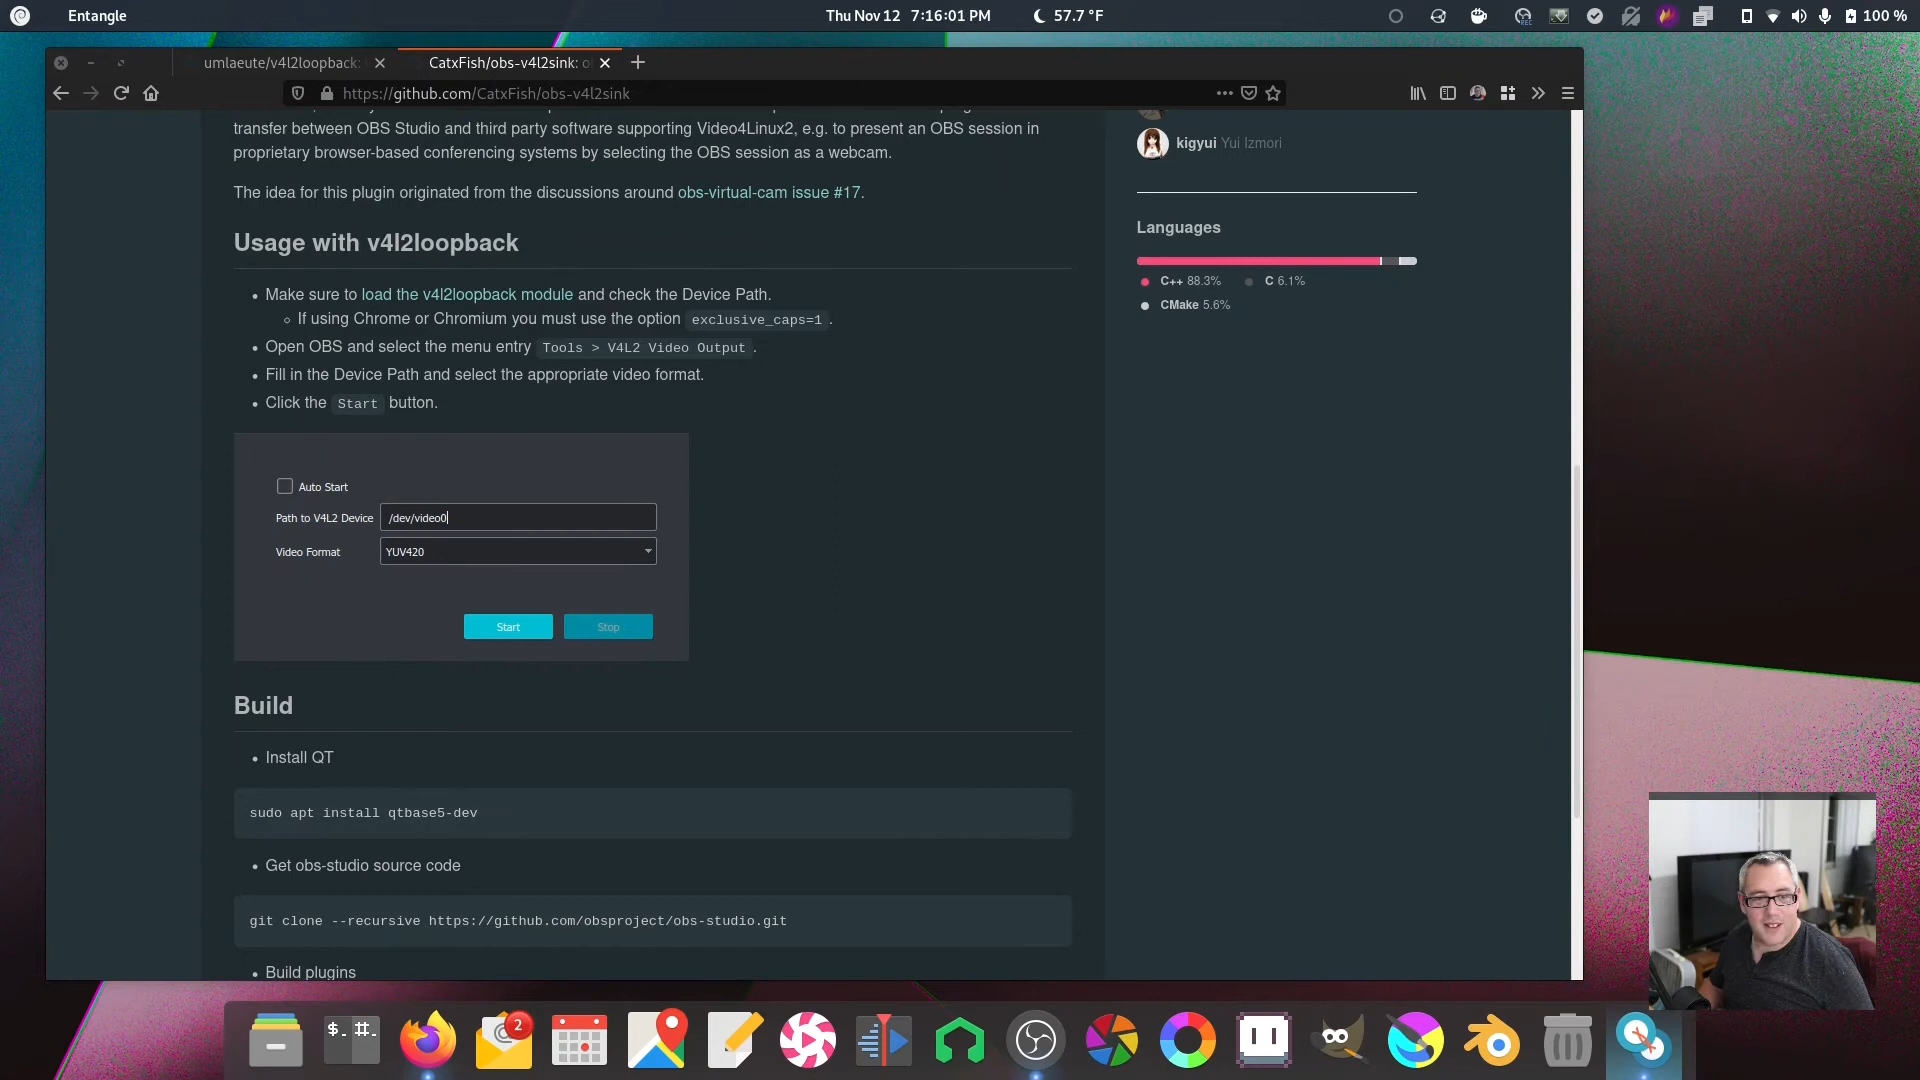 Entangle
Thu Nov 12 7:16:01 PM
57.7 °F
REC
100 %
umlaeute/v4l2loopback:
CatxFish/obs-v4l2sink: o
https://github.com/CatxFish/obs-v4l2sink
transfer between OBS Studio and third party software supporting Video4Linux2, e.g. to present an OBS session in
proprietary browser-based conferencing systems by selecting the OBS session as a webcam.
The idea for this plugin originated from the discussions around obs-virtual-cam issue #17.
Usage with v4l2loopback
Make sure to load the v4l2loopback module and check the Device Path.
If using Chrome or Chromium you must use the option exclusive_caps=1.
Open OBS and select the menu entry Tools > V4L2 Video Output.
Fill in the Device Path and select the appropriate video format.
Click the Start button.
Auto Start
Path to V4L2 Device /dev/video0
Video Format YUV420
Start Stop
Build
Install QT
sudo apt install qtbase5-dev
Get obs-studio source code
git clone --recursive https://github.com/obsproject/obs-studio.git
Build plugins
kigyui Yui Izmori
Languages
C++ 88.3% C 6.1%
CMake 5.6%
$_ #_
2